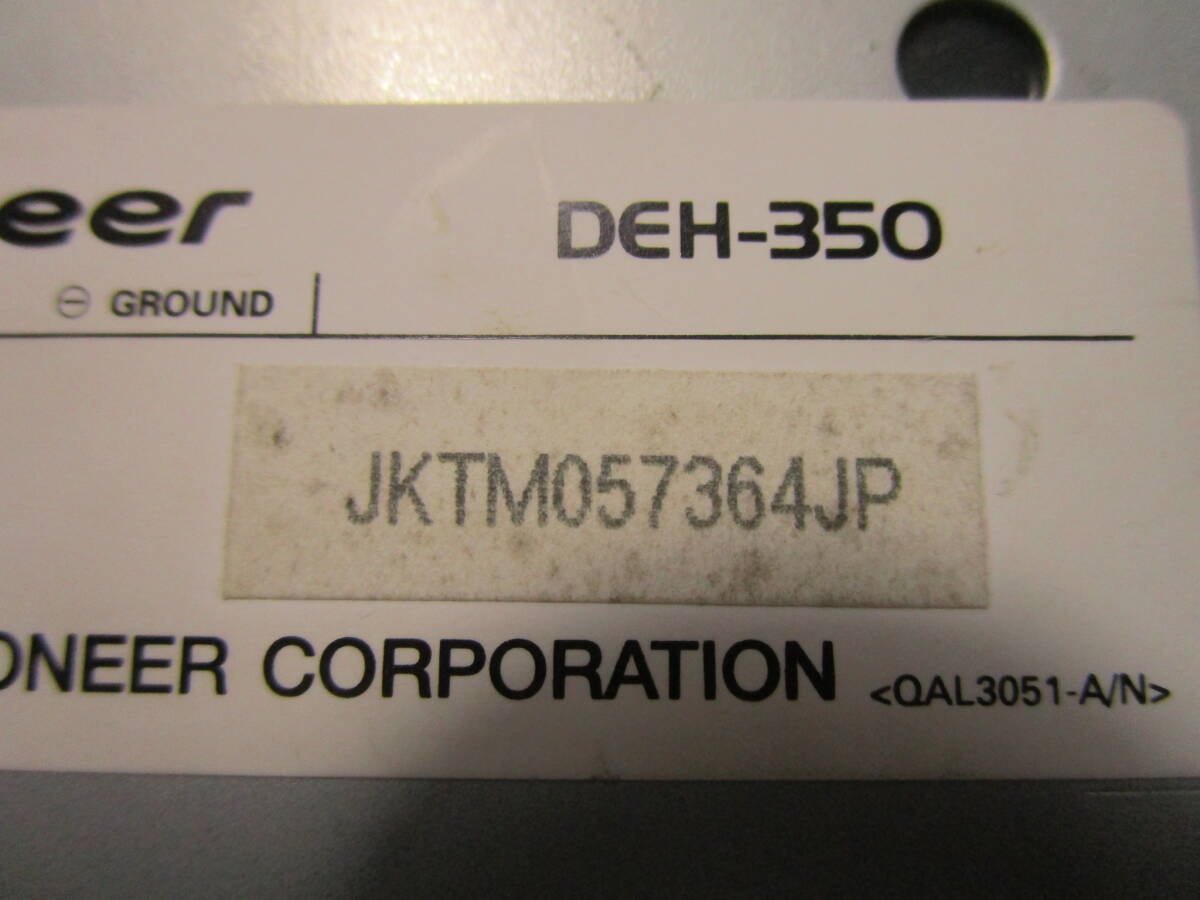 eer DEH-350
⊖ GROUND
JKTM057364JP
ONEER CORPORATION <QAL3051-A/N>